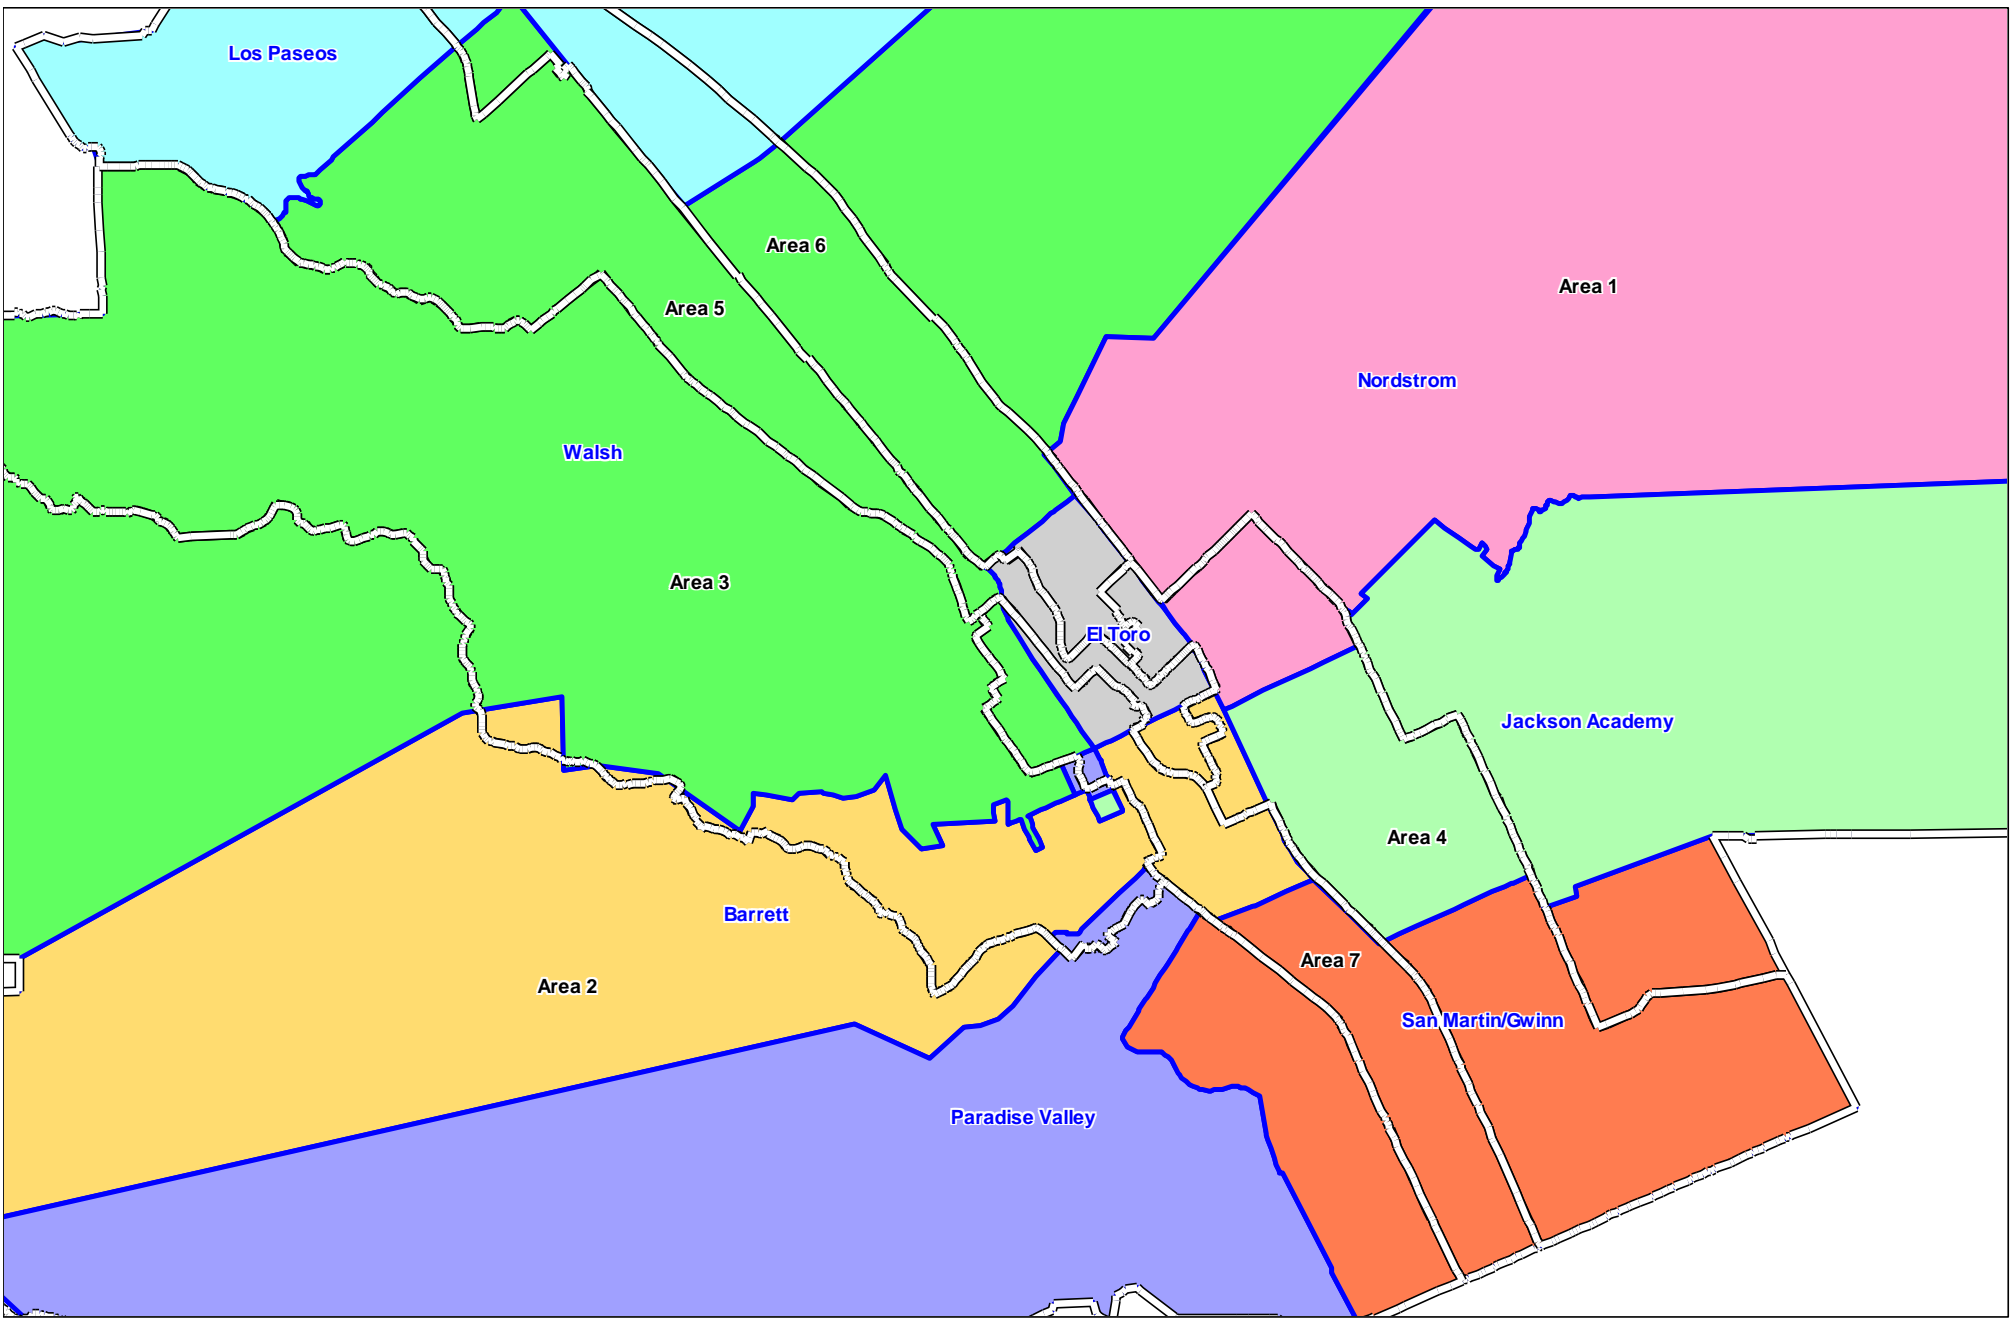 Los Paseos
Area 6
Area 1
Area 5
Nordstrom
Walsh
Area 3
El Toro
Jackson Academy
Area 4
Barrett
Area 7
Area 2
San Martin/Gwinn
Paradise Valley